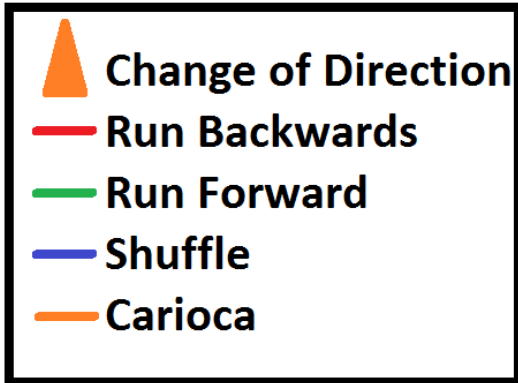 Change of Direction
Run Backwards
Run Forward
Shuffle
Carioca